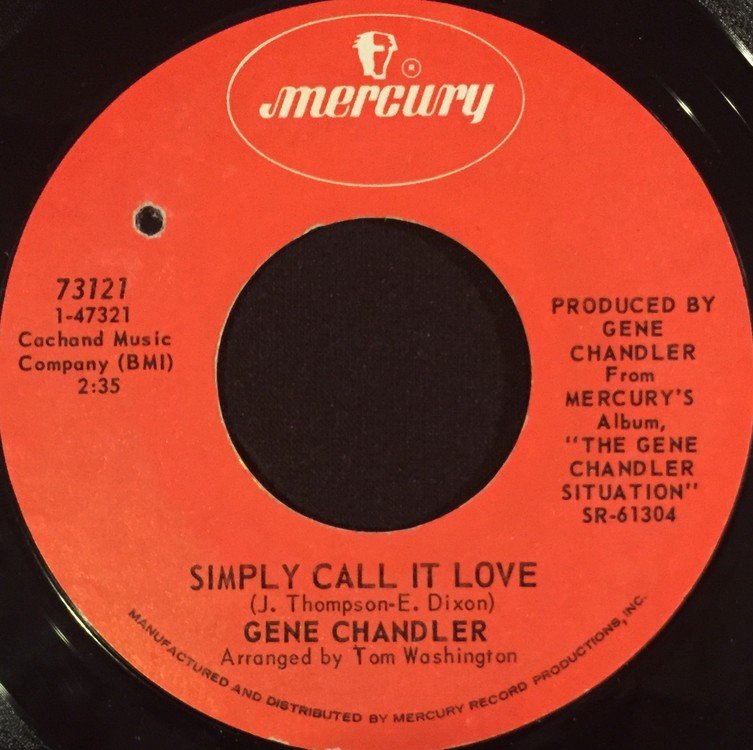 mercury
®
73121
1-47321
Cachand Music
Company (BMI)
2:35
PRODUCED BY
GENE
CHANDLER
From
MERCURY'S
Album,
"THE GENE
CHANDLER
SITUATION"
SR-61304
SIMPLY CALL IT LOVE
(J. Thompson-E. Dixon)
GENE CHANDLER
Arranged by Tom Washington
MANUFACTURED AND DISTRIBUTED BY MERCURY RECORD PRODUCTIONS, INC.